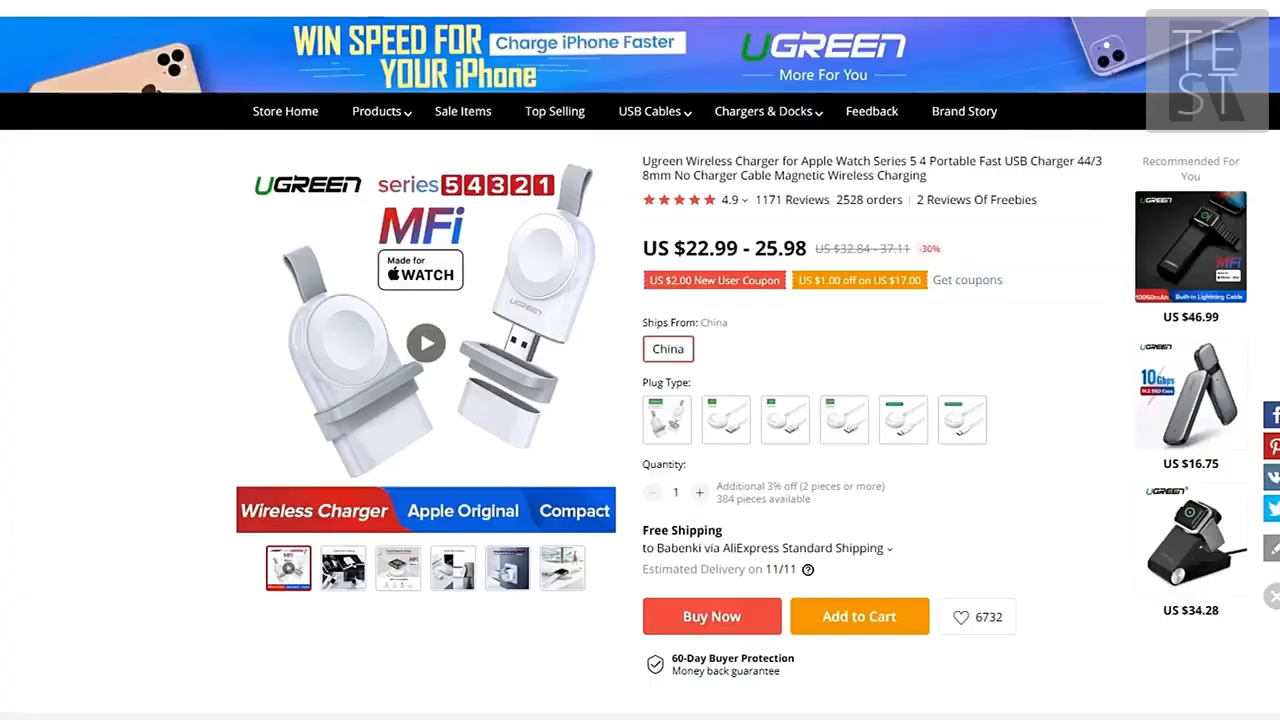 WIN SPEED FOR
YOUR iPhone
Charge iPhone Faster
UGREEN
More For You
TE
ST
Store Home
Products
Sale Items
Top Selling
USB Cables
Chargers & Docks
Feedback
Brand Story
UGREEN
series 5 4 3 2 1
MFi
Made for
WATCH
UGREEN
Wireless Charger
Apple Original
Compact
Ugreen Wireless Charger for Apple Watch Series 5 4 Portable Fast USB Charger 44/3
8mm No Charger Cable Magnetic Wireless Charging
4.9
1171 Reviews
2528 orders
2 Reviews Of Freebies
US $22.99 - 25.98
US $32.84 - 37.11
-30%
US $2.00 New User Coupon
US $1.00 off on US $17.00
Get coupons
Ships From: China
China
Plug Type:
Quantity:
1
Additional 3% off (2 pieces or more)
384 pieces available
Free Shipping
to Babenki via AliExpress Standard Shipping
Estimated Delivery on 11/11
Buy Now
Add to Cart
6732
60-Day Buyer Protection
Money back guarantee
Recommended For
You
UGREEN
MFi
10050mAh
Built-in Lightning Cable
US $46.99
UGREEN
10Gbps
US $16.75
UGREEN
US $34.28